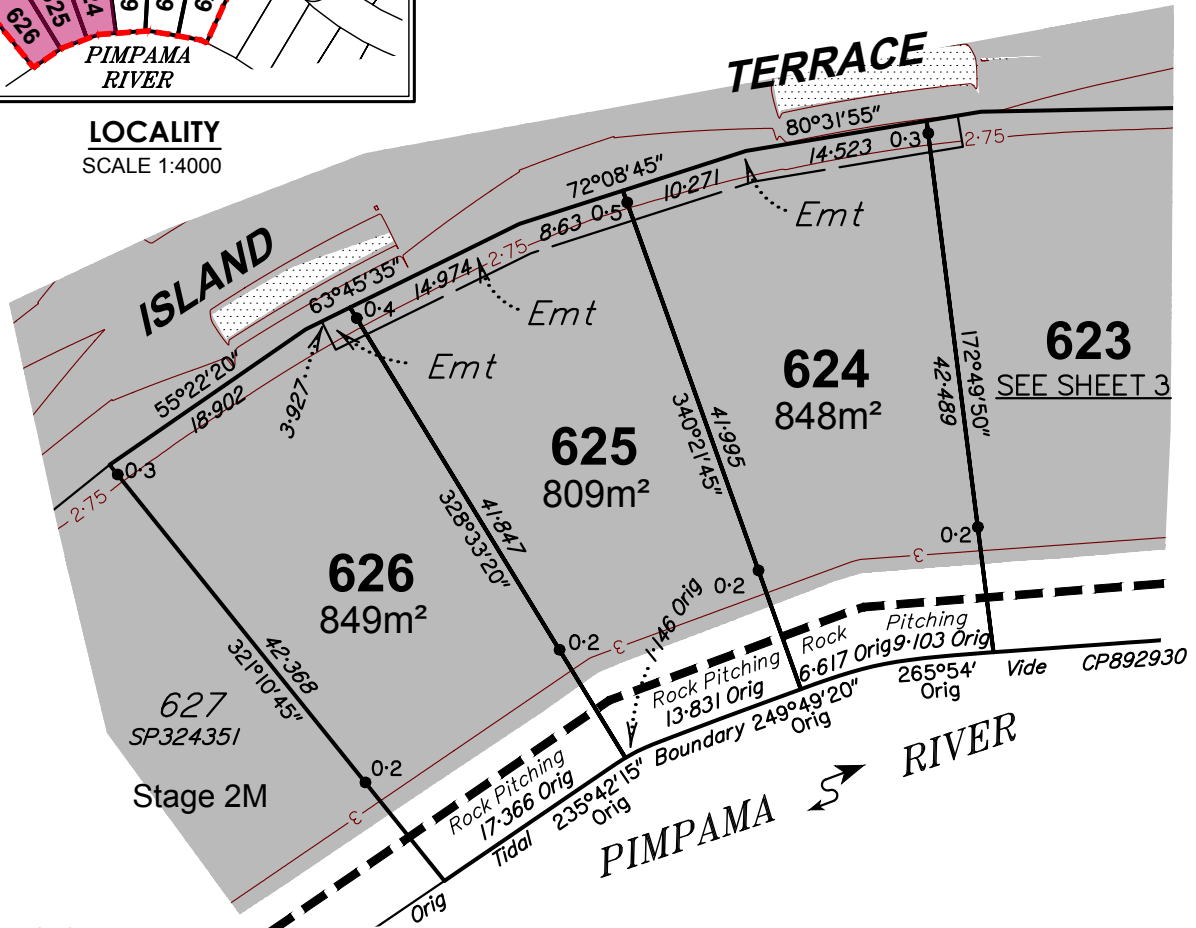 626
25
24
6
6
6
PIMPAMA
RIVER
LOCALITY
SCALE 1:4000
ISLAND
TERRACE
80°31'55"
14·523
0·3
2·75
72°08'45"
10·271
8·63
0·5
2·75
Emt
63°45'35"
14·974
0·4
Emt
Emt
55°22'20"
18·902
3·927
0·3
2·75
623
SEE SHEET 3
172°49'50"
42·489
624
848m²
340°21'45"
41·995
625
809m²
328°33'20"
41·847
626
849m²
321°10'45"
42·368
627
SP324351
Stage 2M
0·2
0·2
0·2
0·2
3
3
3
1·146 Orig
Rock Pitching
9·103 Orig
6·617 Orig
265°54'
Orig
Vide
CP892930
Rock Pitching
13·831 Orig
Boundary
249°49'20"
Orig
Rock Pitching
17·366 Orig
Tidal
235°42'15"
Orig
Orig
PIMPAMA
RIVER